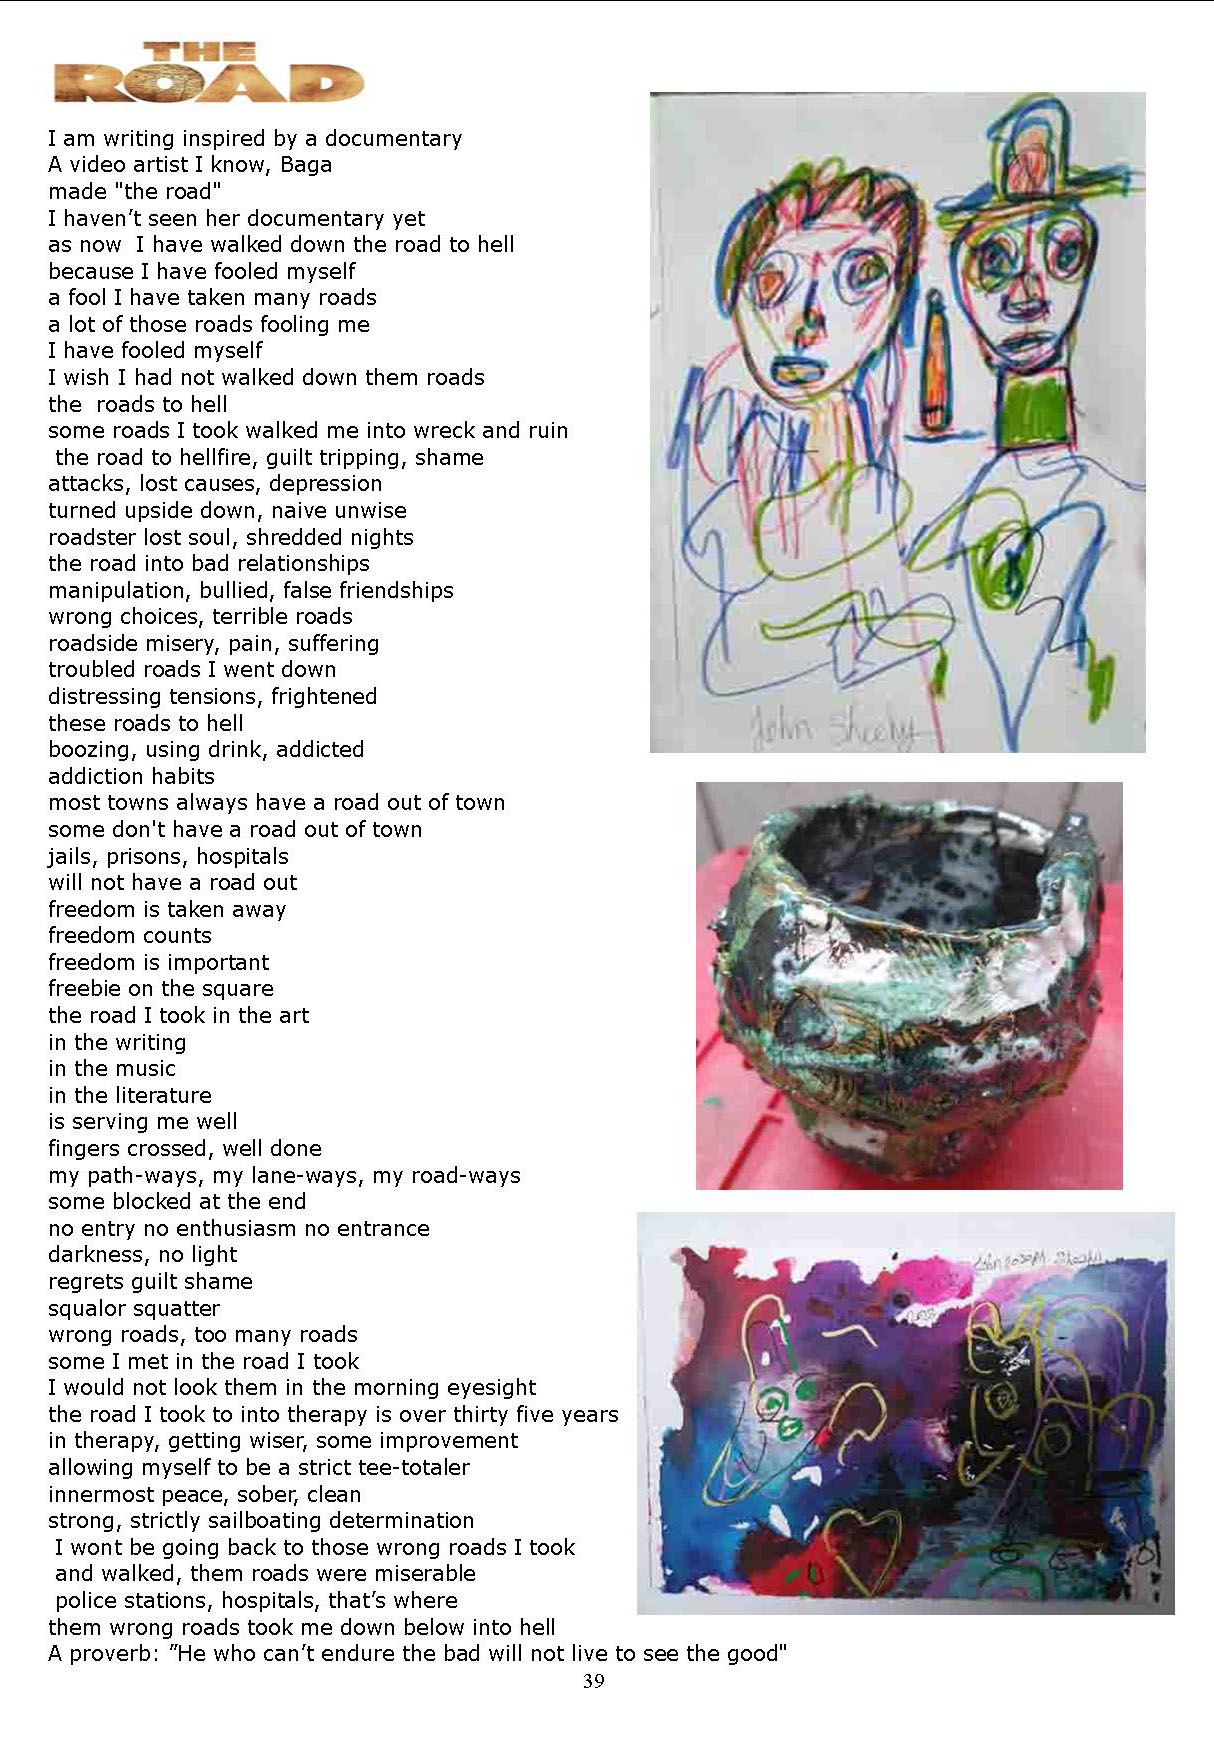 THE
ROAD
I am writing inspired by a documentary
A video artist I know, Baga
made "the road"
I haven’t seen her documentary yet
as now  I have walked down the road to hell
because I have fooled myself
a fool I have taken many roads
a lot of those roads fooling me
I have fooled myself
I wish I had not walked down them roads
the  roads to hell
some roads I took walked me into wreck and ruin
the road to hellfire, guilt tripping, shame
attacks, lost causes, depression
turned upside down, naive unwise
roadster lost soul, shredded nights
the road into bad relationships
manipulation, bullied, false friendships
wrong choices, terrible roads
roadside misery, pain, suffering
troubled roads I went down
distressing tensions, frightened
these roads to hell
boozing, using drink, addicted
addiction habits
most towns always have a road out of town
some don't have a road out of town
jails, prisons, hospitals
will not have a road out
freedom is taken away
freedom counts
freedom is important
freebie on the square
the road I took in the art
in the writing
in the music
in the literature
is serving me well
fingers crossed, well done
my path-ways, my lane-ways, my road-ways
some blocked at the end
no entry no enthusiasm no entrance
darkness, no light
regrets guilt shame
squalor squatter
wrong roads, too many roads
some I met in the road I took
I would not look them in the morning eyesight
the road I took to into therapy is over thirty five years
in therapy, getting wiser, some improvement
allowing myself to be a strict tee-totaler
innermost peace, sober, clean
strong, strictly sailboating determination
I wont be going back to those wrong roads I took
and walked, them roads were miserable
police stations, hospitals, that’s where
them wrong roads took me down below into hell
A proverb: ”He who can’t endure the bad will not live to see the good"
39
John Sheehy
John Sheehy